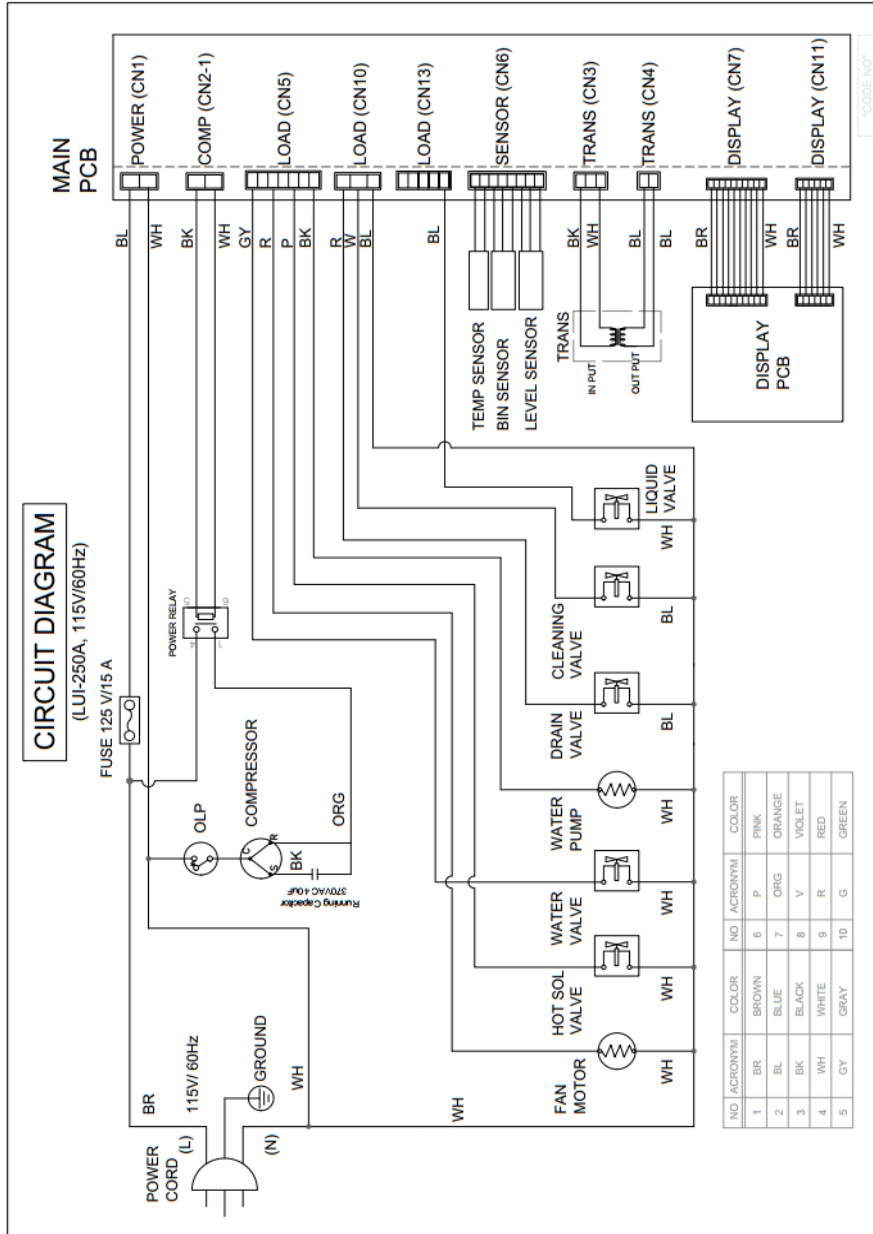 CIRCUIT DIAGRAM
(LUI-250A, 115V/60Hz)
MAIN
PCB
POWER (CN1)
COMP (CN2-1)
LOAD (CN5)
LOAD (CN10)
LOAD (CN13)
SENSOR (CN6)
TRANS (CN3)
TRANS (CN4)
DISPLAY (CN7)
DISPLAY (CN11)
"CODE NO"
BL
WH
BK
WH
GY
R
P
BK
R
W
BL
BL
BK
WH
BL
BL
BR
WH
BR
WH
TEMP SENSOR
BIN SENSOR
LEVEL SENSOR
TRANS
IN PUT
OUT PUT
DISPLAY
PCB
FUSE 125 V/15 A
POWER RELAY
OLP
COMPRESSOR
C
S
R
BK
ORG
Running Capacitor
370VAC 40uF
POWER
CORD
(L)
(N)
BR
115V/ 60Hz
GROUND
WH
WH
FAN
MOTOR
WH
HOT SOL
VALVE
WH
WATER
VALVE
WH
WATER
PUMP
WH
DRAIN
VALVE
BL
CLEANING
VALVE
BL
LIQUID
VALVE
WH
NO ACRONYM COLOR NO ACRONYM COLOR
1 BR BROWN 6 P PINK
2 BL BLUE 7 ORG ORANGE
3 BK BLACK 8 V VIOLET
4 WH WHITE 9 R RED
5 GY GRAY 10 G GREEN